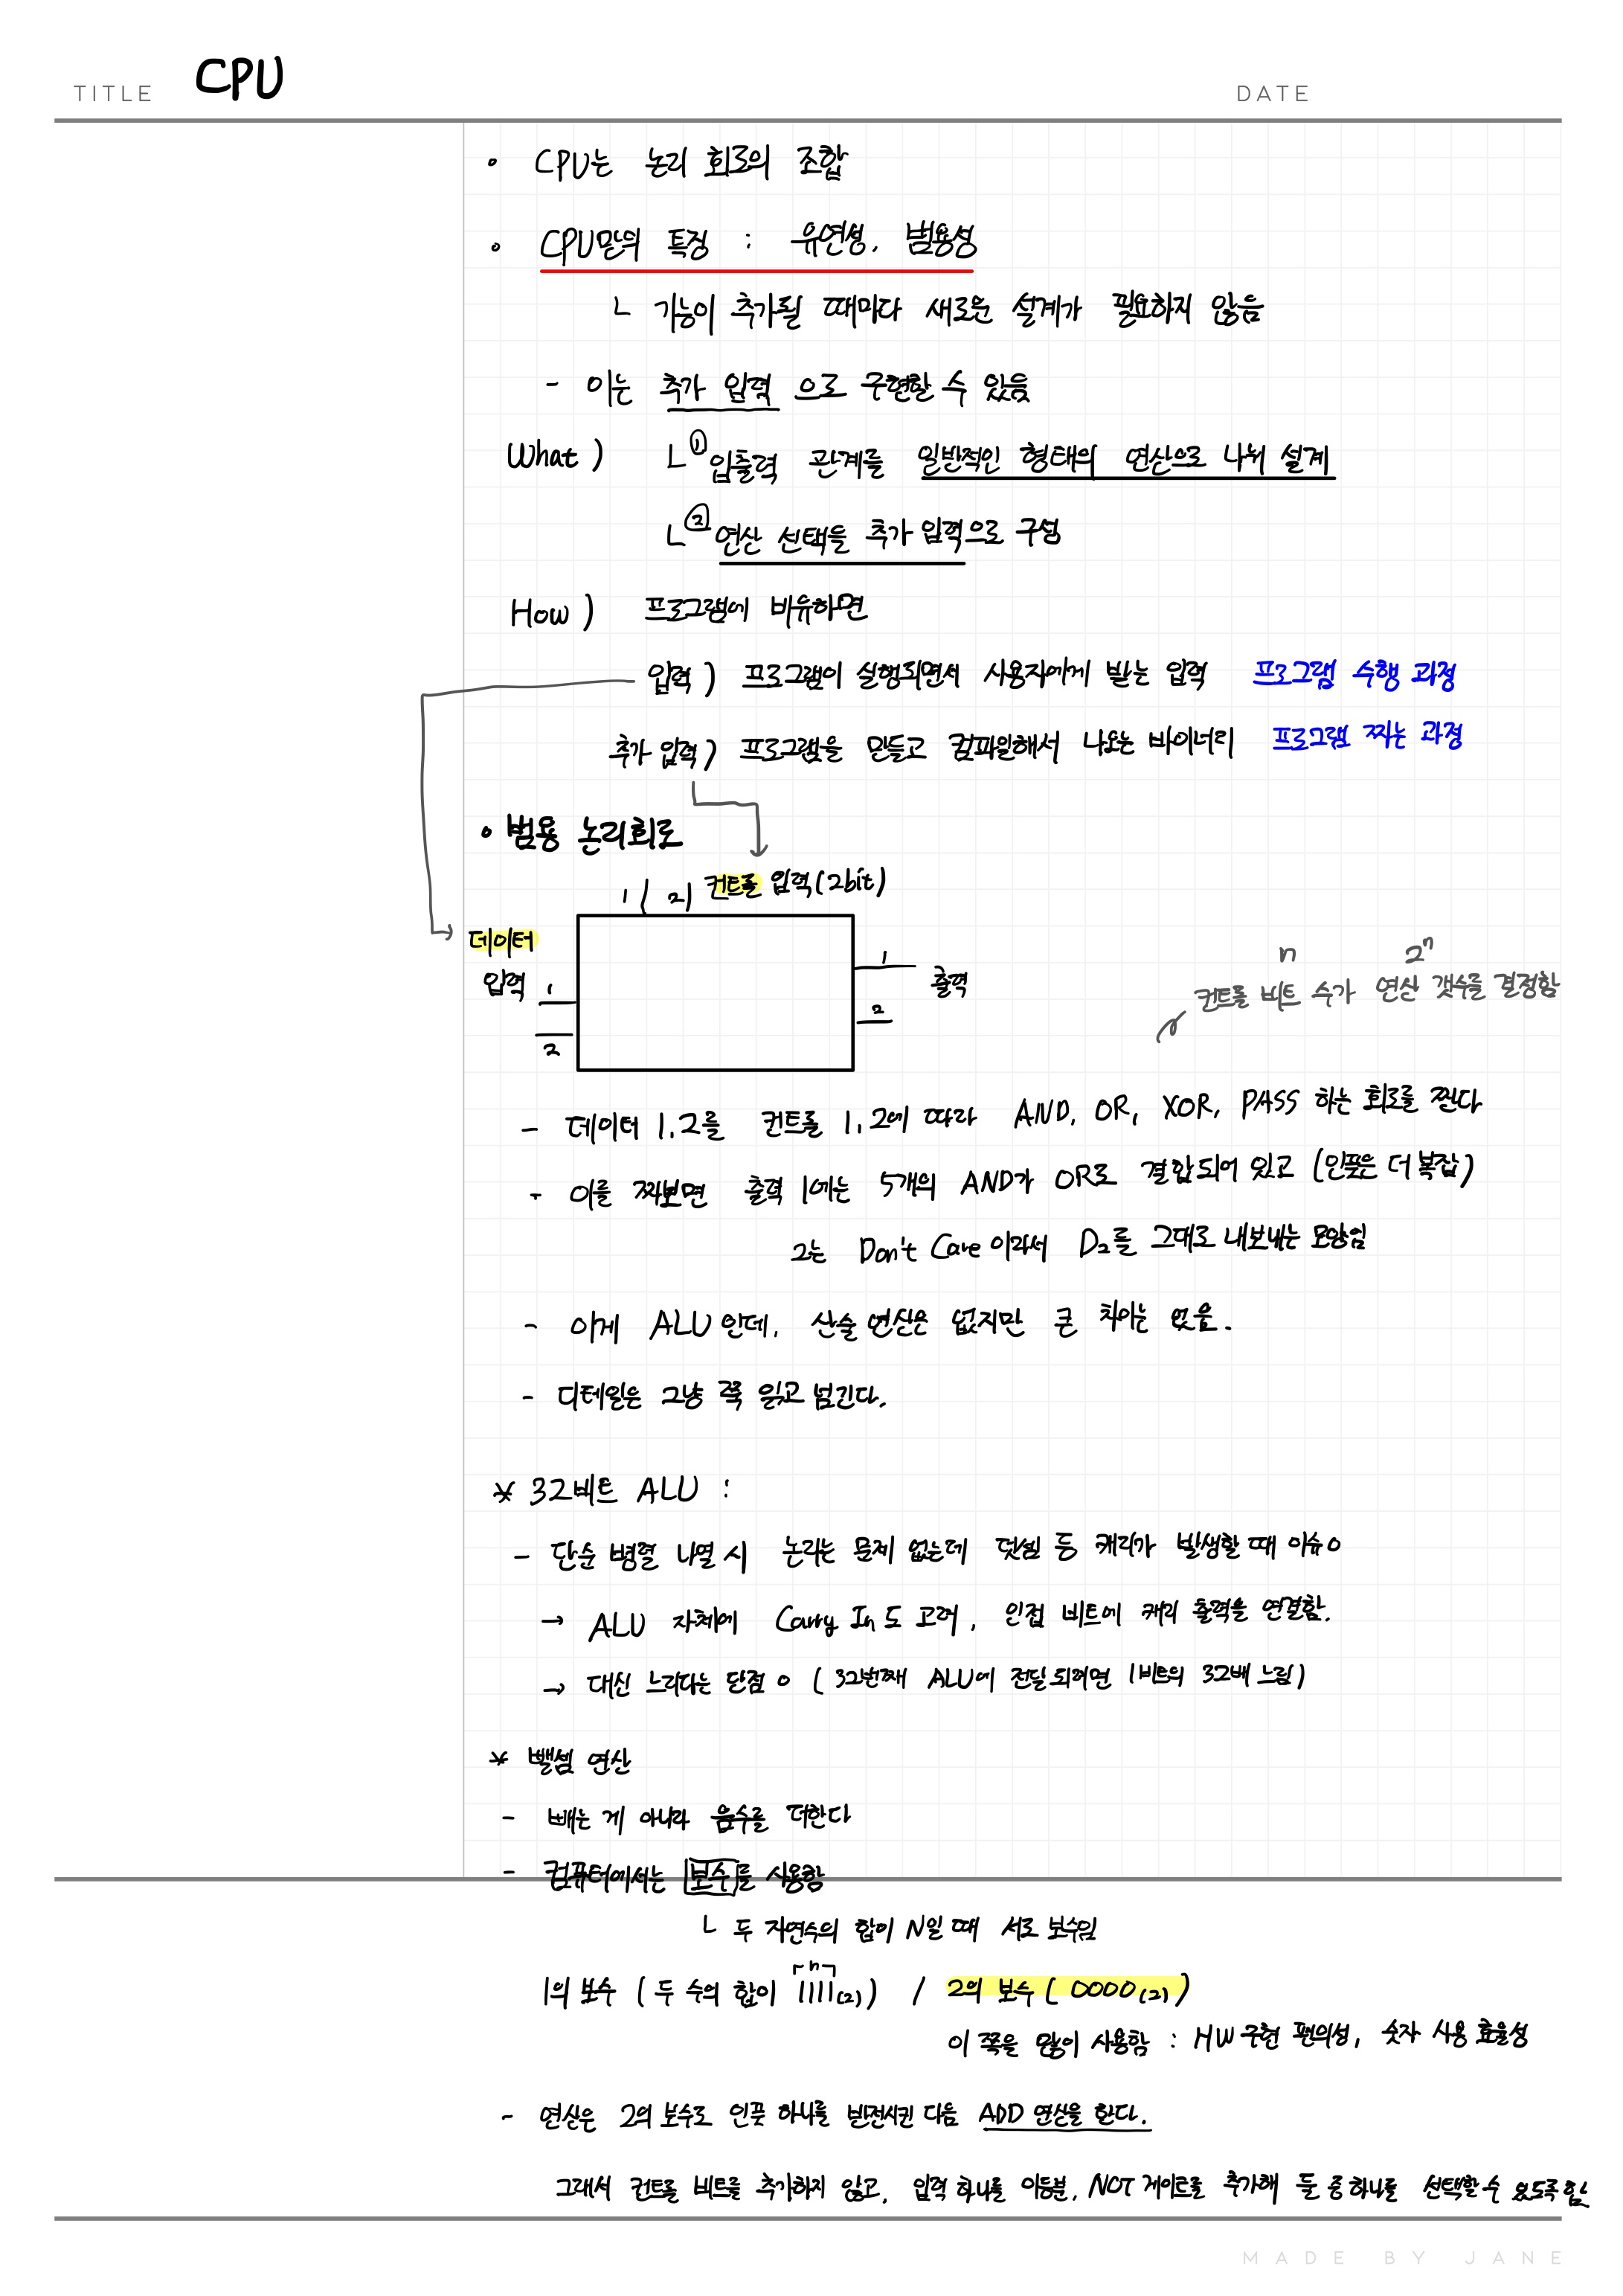 TITLE CPU DATE
• CPU는 논리 회로의 조합
• CPU만의 특징 : 유연성, 범용성
ㄴ 기능이 추가될 때마다 새로운 설계가 필요하지 않음
- 이는 추가 입력 으로 구현할 수 있음
What) ㄴ① 입출력 관계를 일반적인 형태의 연산으로 나눠 설계
ㄴ② 연산 선택을 추가 입력으로 구성
How) 프로그램에 비유하면
입력) 프로그램이 실행되면서 사용자에게 받는 입력 프로그램 수행 과정
추가 입력) 프로그램을 만들고 컴파일해서 나오는 바이너리 프로그램 짜는 과정
• 범용 논리회로
1 2 컨트롤 입력(2bit)
데이터
입력 1
2
1 출력
2
n 2ⁿ
컨트롤 비트 수가 연산 갯수를 결정함
- 데이터 1,2를 컨트롤 1,2에 따라 AND, OR, XOR, PASS 하는 회로를 짠다
- 이를 짜보면 출력 1에는 5개의 AND가 OR로 결합되어 있고 (인풋은 더 복잡)
2는 Don't Care 이라서 D₂를 그대로 내보내는 모양임
- 이게 ALU인데, 산술 연산은 없지만 큰 차이는 없음.
- 디테일은 그냥 쭉 읽고 넘긴다.
* 32비트 ALU :
- 단순 병렬 나열 시 논리는 문제 없는데 덧셈 등 캐리가 발생할 때 이슈 o
→ ALU 자체에 Carry In 도 고려, 인접 비트에 캐리 출력을 연결함.
→ 대신 느리다는 단점 o (32번째 ALU에 전달되려면 1비트의 32배 느림)
* 뺄셈 연산
- 빼는 게 아니라 음수를 더한다
- 컴퓨터에서는 보수를 사용함
ㄴ 두 자연수의 합이 N일 때 서로 보수임
n
1의 보수 (두 수의 합이 1111(2)) / 2의 보수 (0000(2))
이 쪽을 많이 사용함 : HW 구현 편의성, 숫자 사용 효율성
- 연산은 2의 보수로 인풋 하나를 반전시킨 다음 ADD 연산을 한다.
그래서 컨트롤 비트를 추가하지 않고, 입력 하나를 이등분, NOT 게이트를 추가해 둘 중 하나를 선택할 수 있도록 함
MADE BY JANE